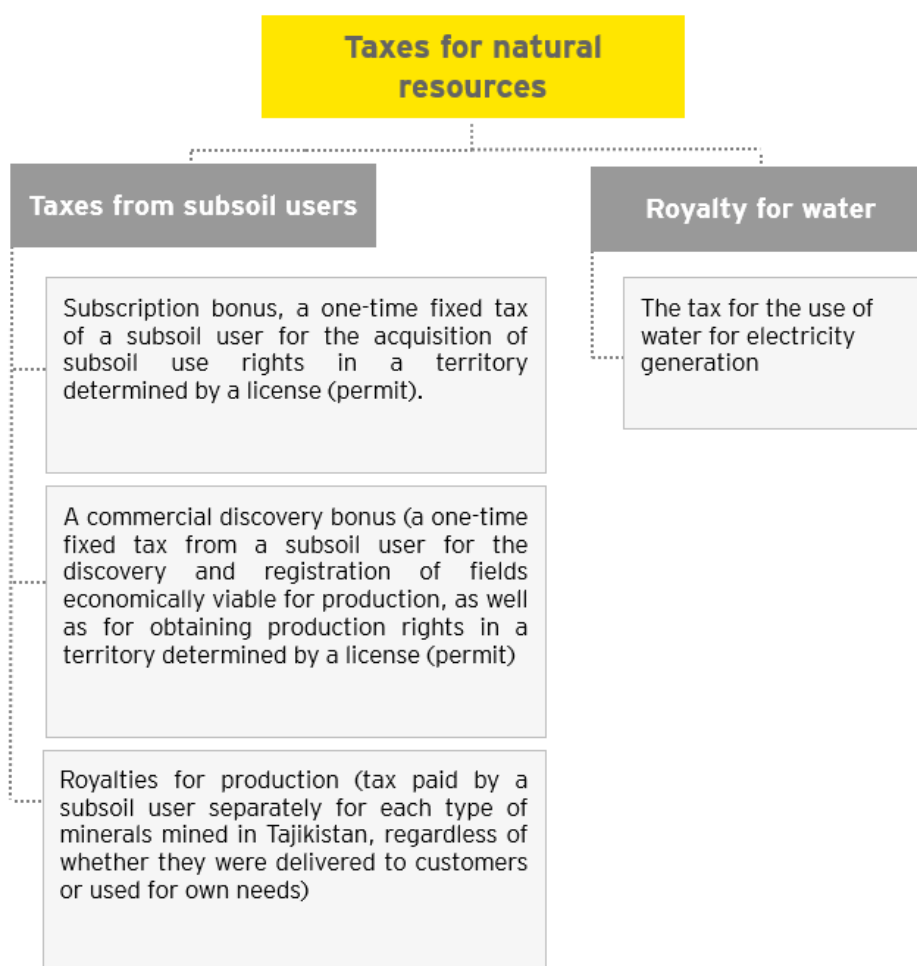 Taxes for natural
resources
Taxes from subsoil users
Royalty for water
Subscription bonus, a one-time fixed tax
of a subsoil user for the acquisition of
subsoil use rights in a territory
determined by a license (permit).
The tax for the use of
water for electricity
generation
A commercial discovery bonus (a one-time
fixed tax from a subsoil user for the
discovery and registration of fields
economically viable for production, as well
as for obtaining production rights in a
territory determined by a license (permit)
Royalties for production (tax paid by a
subsoil user separately for each type of
minerals mined in Tajikistan, regardless of
whether they were delivered to customers
or used for own needs)